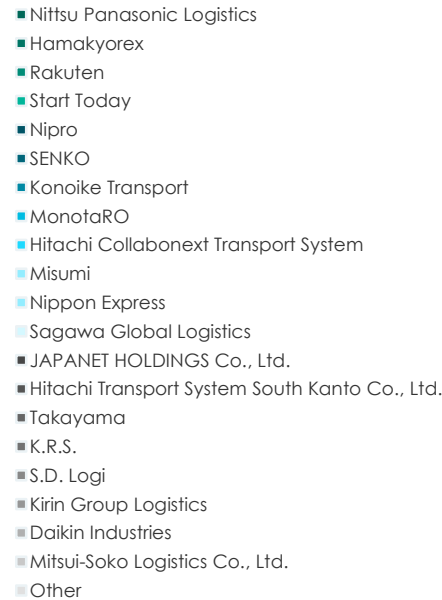 Nittsu Panasonic Logistics
Hamakyorex
Rakuten
Start Today
Nipro
SENKO
Konoike Transport
MonotaRO
Hitachi Collabonext Transport System
Misumi
Nippon Express
Sagawa Global Logistics
JAPANET HOLDINGS Co., Ltd.
Hitachi Transport System South Kanto Co., Ltd.
Takayama
K.R.S.
S.D. Logi
Kirin Group Logistics
Daikin Industries
Mitsui-Soko Logistics Co., Ltd.
Other